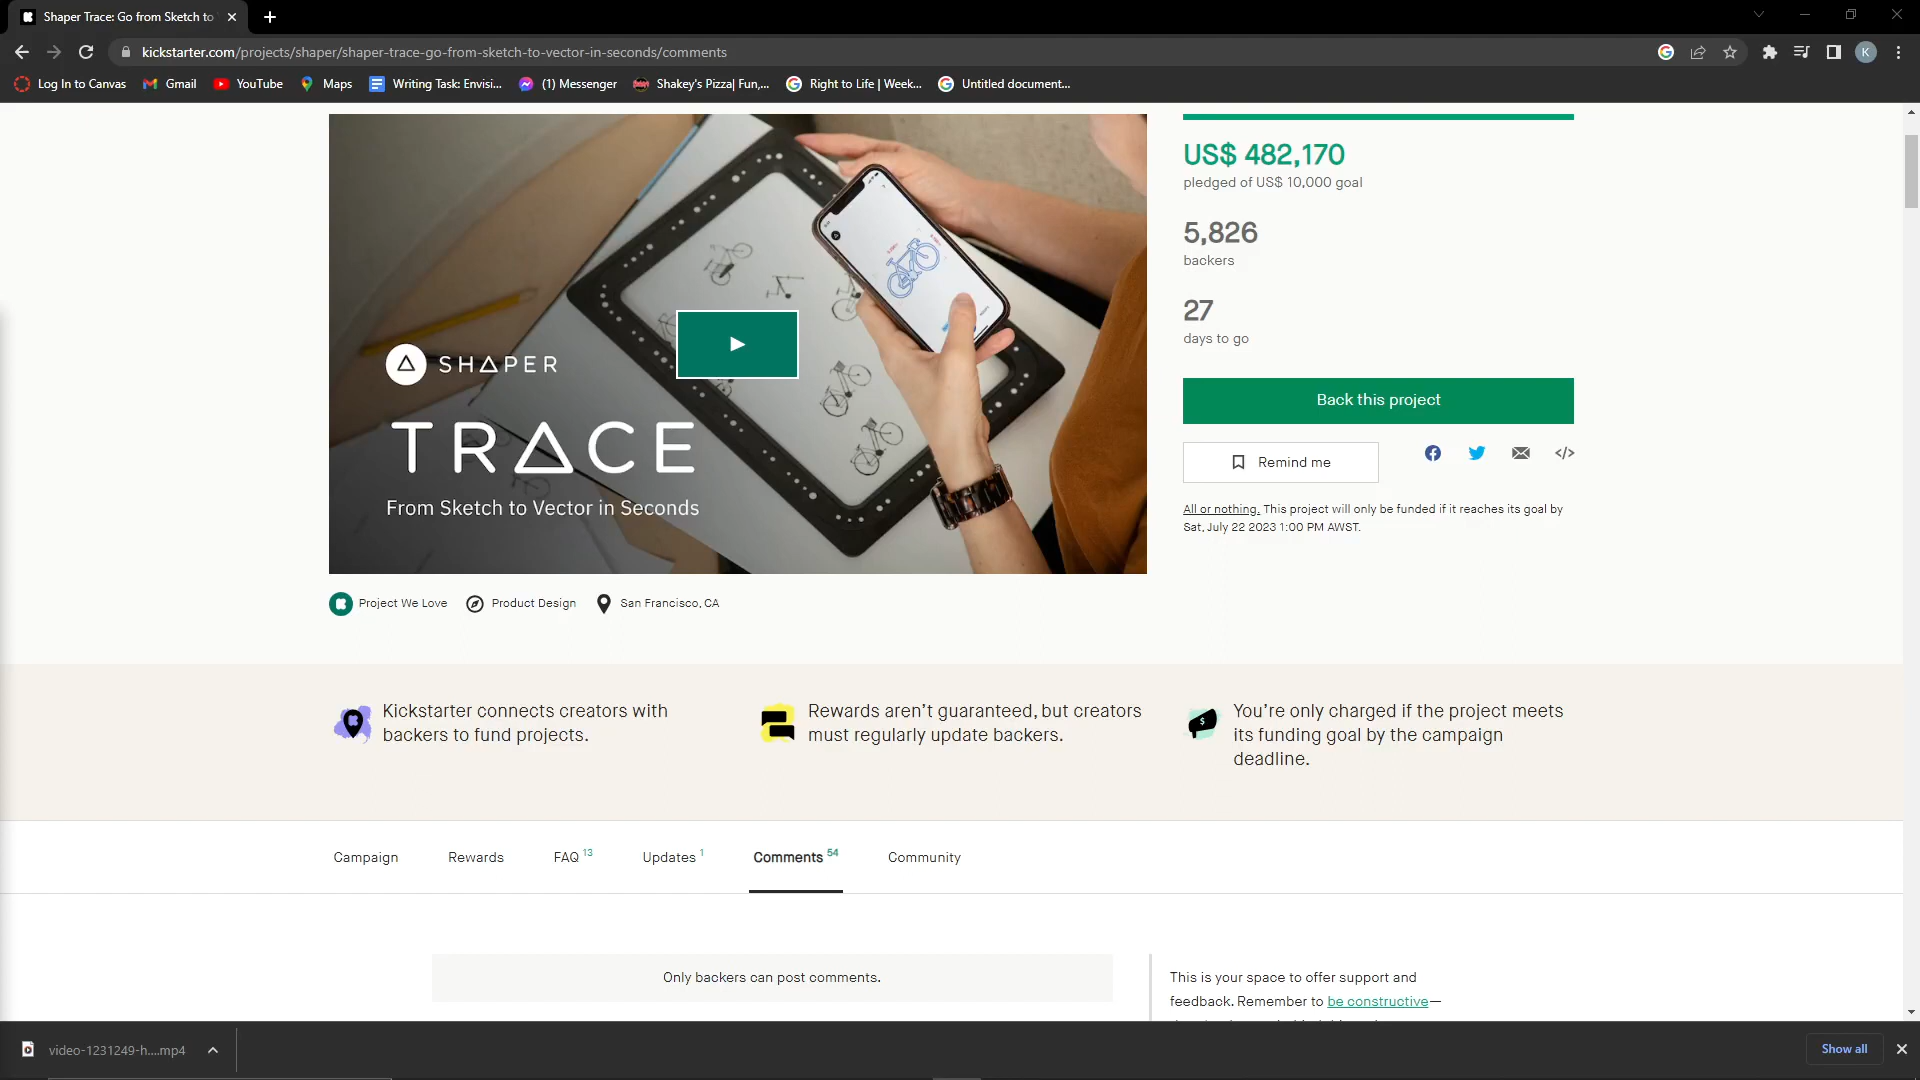 Shaper Trace: Go from Sketch to
kickstarter.com/projects/shaper/shaper-trace-go-from-sketch-to-vector-in-seconds/comments
K
Log In to Canvas
Gmail
YouTube
Maps
Writing Task: Envisi...
(1) Messenger
Shakey's Pizza| Fun,...
Right to Life | Week...
Untitled document...
SHAPER
TRACE
From Sketch to Vector in Seconds
US$ 482,170
pledged of US$ 10,000 goal
5,826
backers
27
days to go
Back this project
Remind me
All or nothing. This project will only be funded if it reaches its goal by
Sat, July 22 2023 1:00 PM AWST.
Project We Love
Product Design
San Francisco, CA
Kickstarter connects creators with
backers to fund projects.
Rewards aren’t guaranteed, but creators
must regularly update backers.
You’re only charged if the project meets
its funding goal by the campaign
deadline.
Campaign
Rewards
FAQ 13
Updates 1
Comments 54
Community
Only backers can post comments.
This is your space to offer support and
feedback. Remember to be constructive—
video-1231249-h....mp4
Show all